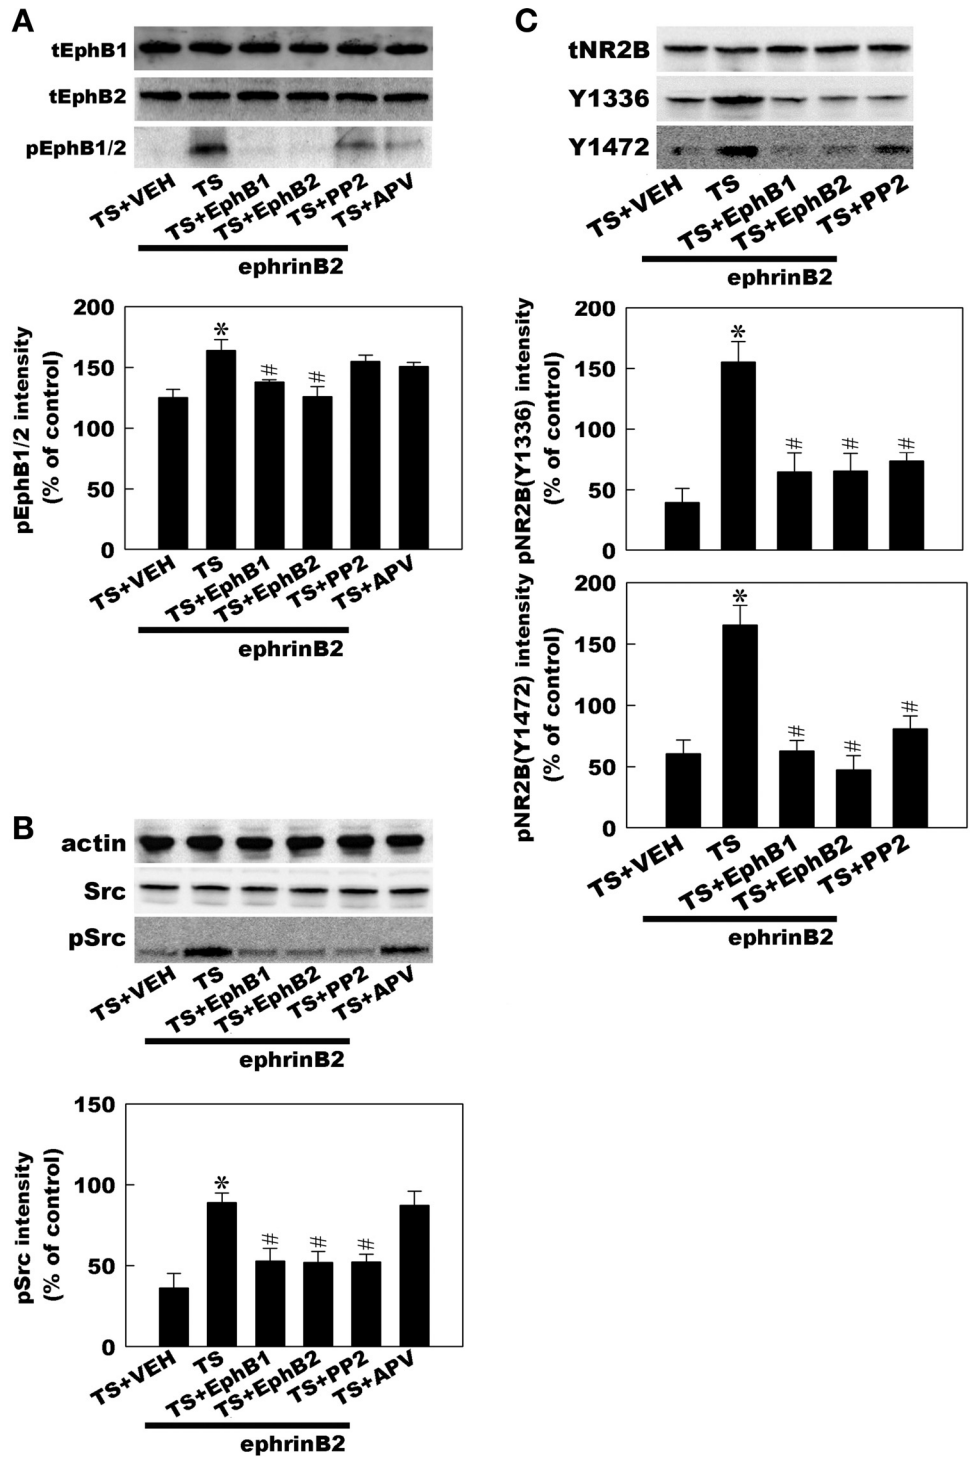 A
tEphB1
tEphB2
pEphB1/2
TS+VEH
TS
TS+EphB1
TS+EphB2
TS+PP2
TS+APV
ephrinB2
pEphB1/2 intensity
(% of control)
200
150
100
50
0
*
#
#
TS+VEH
TS
TS+EphB1
TS+EphB2
TS+PP2
TS+APV
ephrinB2
B
actin
Src
pSrc
TS+VEH
TS
TS+EphB1
TS+EphB2
TS+PP2
TS+APV
ephrinB2
pSrc intensity
(% of control)
150
100
50
0
*
#
#
#
TS+VEH
TS
TS+EphB1
TS+EphB2
TS+PP2
TS+APV
ephrinB2
C
tNR2B
Y1336
Y1472
TS+VEH
TS
TS+EphB1
TS+EphB2
TS+PP2
ephrinB2
pNR2B(Y1336) intensity
(% of control)
200
150
100
50
0
*
#
#
#
pNR2B(Y1472) intensity
(% of control)
200
150
100
50
0
*
#
#
#
TS+VEH
TS
TS+EphB1
TS+EphB2
TS+PP2
ephrinB2